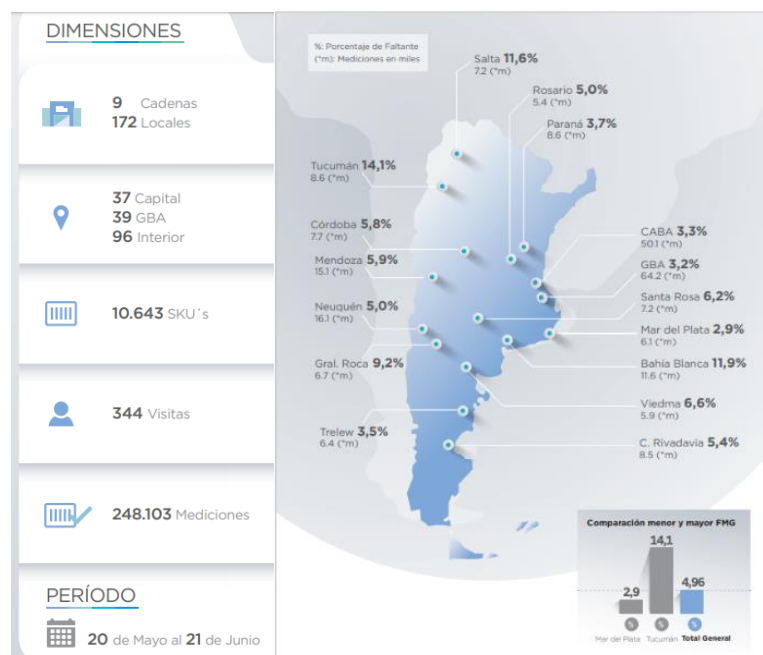 DIMENSIONES
9 Cadenas
172 Locales
37 Capital
39 GBA
96 Interior
10.643 SKU´s
344 Visitas
248.103 Mediciones
PERÍODO
20 de Mayo al 21 de Junio
%: Porcentaje de Faltante
(*m): Mediciones en miles
Salta 11,6%
7.2 (*m)
Rosario 5,0%
5.4 (*m)
Paraná 3,7%
8.6 (*m)
Tucumán 14,1%
8.6 (*m)
Córdoba 5,8%
7.7 (*m)
Mendoza 5,9%
15.1 (*m)
Neuquén 5,0%
16.1 (*m)
Gral. Roca 9,2%
6.7 (*m)
Trelew 3,5%
6.4 (*m)
CABA 3,3%
50.1 (*m)
GBA 3,2%
64.2 (*m)
Santa Rosa 6,2%
7.2 (*m)
Mar del Plata 2,9%
6.1 (*m)
Bahía Blanca 11,9%
11.6 (*m)
Viedma 6,6%
5.9 (*m)
C. Rivadavia 5,4%
8.5 (*m)
Comparación menor y mayor FMG
14,1
2,9
4,96
% % %
Mar del Plata Tucumán Total General